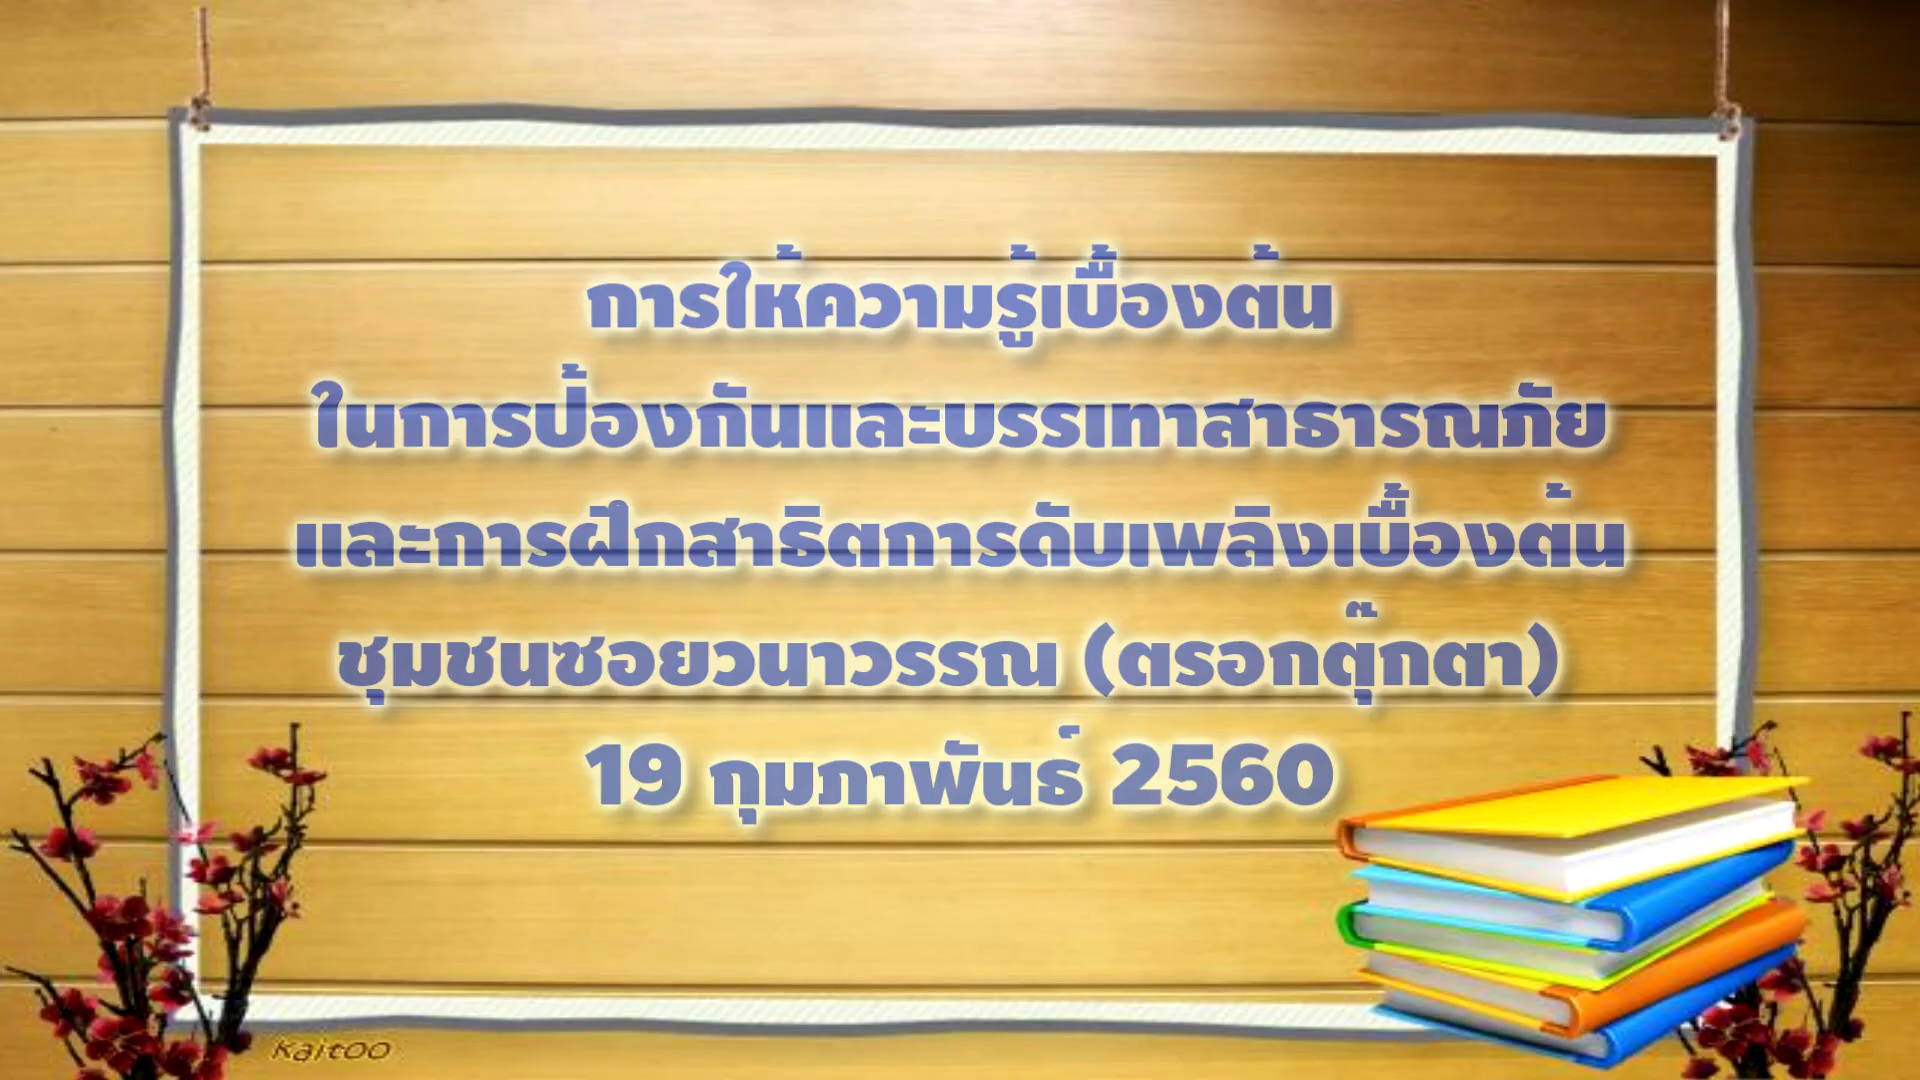 การให้ความรู้เบื้องต้น
ในการป้องกันและบรรเทาสาธารณภัย
และการฝึกสาธิตการดับเพลิงเบื้องต้น
ชุมชนซอยวนาวรรณ (ตรอกตุ๊กตา)
19 กุมภาพันธ์ 2560
Kaitoo